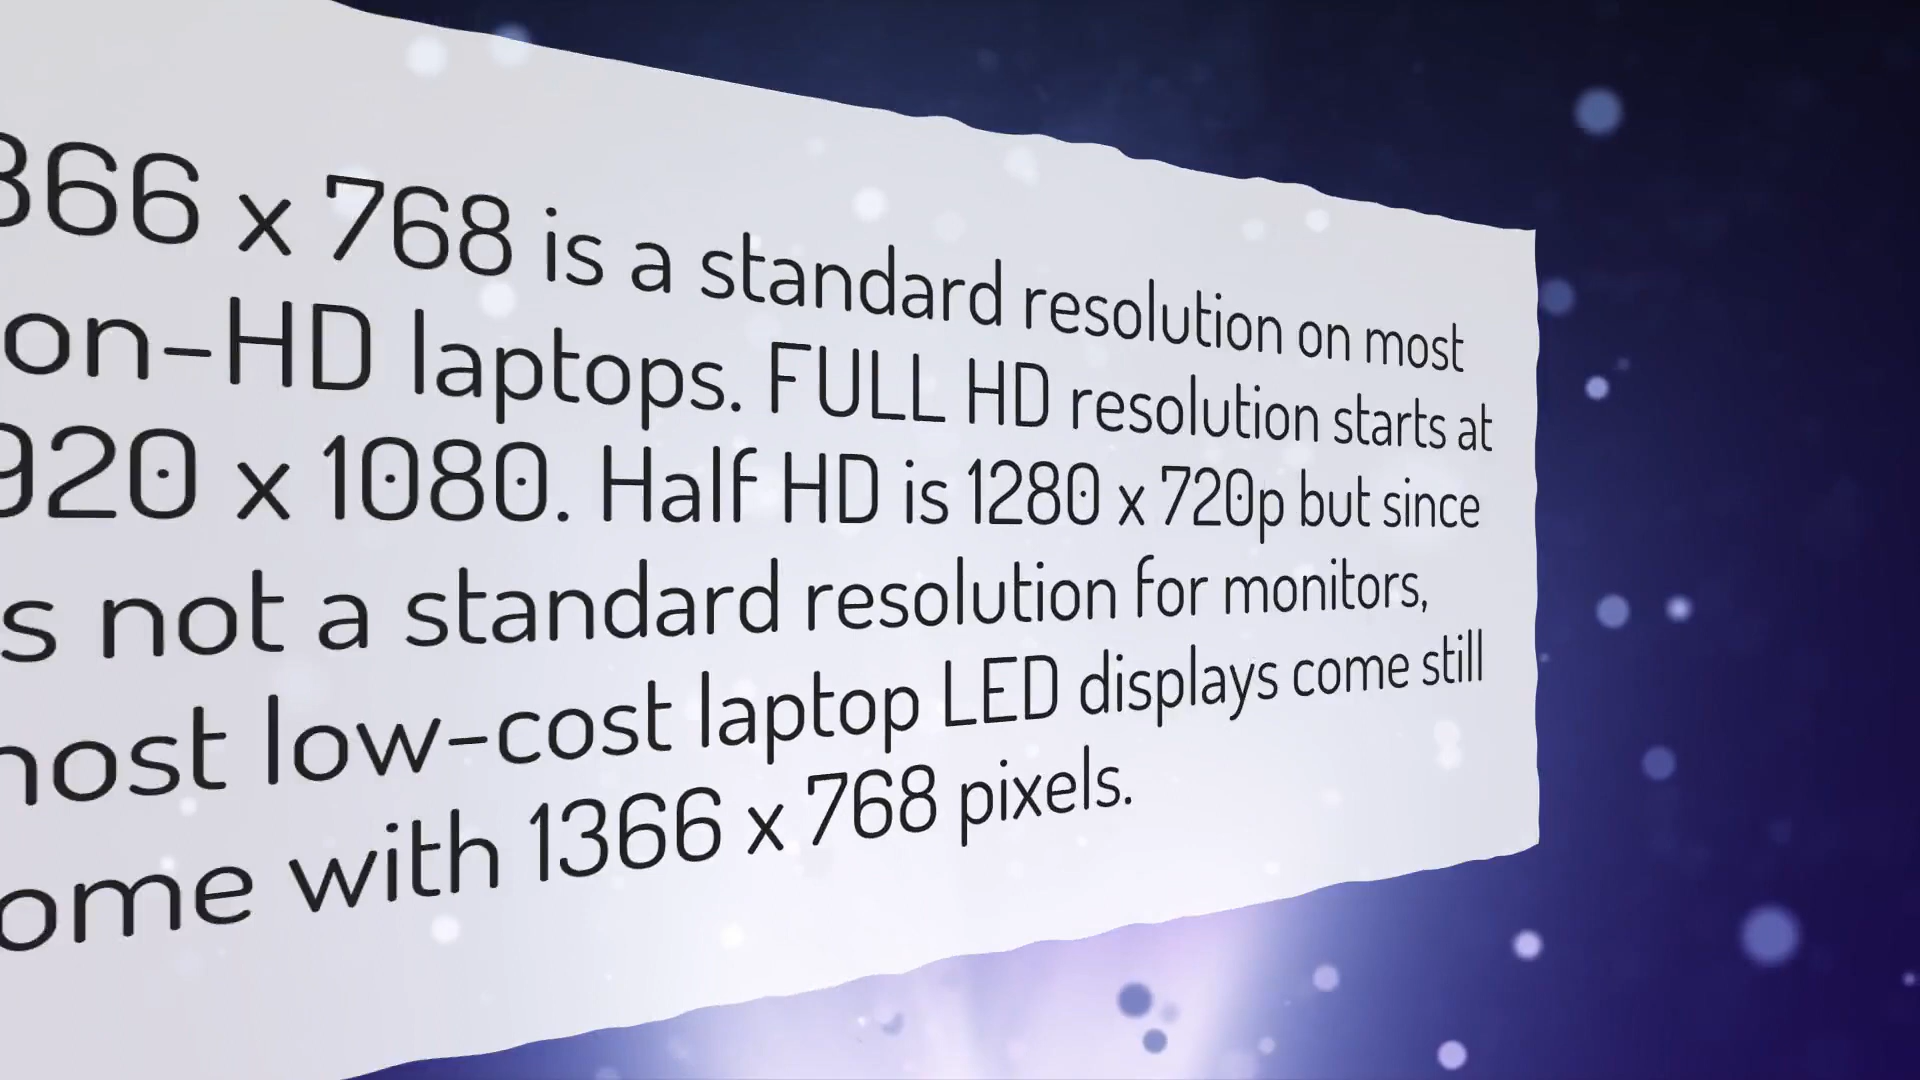 366 x 768 is a standard resolution on most
on-HD laptops. FULL HD resolution starts at
920 x 1080. Half HD is 1280 x 720p but since
s not a standard resolution for monitors,
most low-cost laptop LED displays come still
ome with 1366 x 768 pixels.